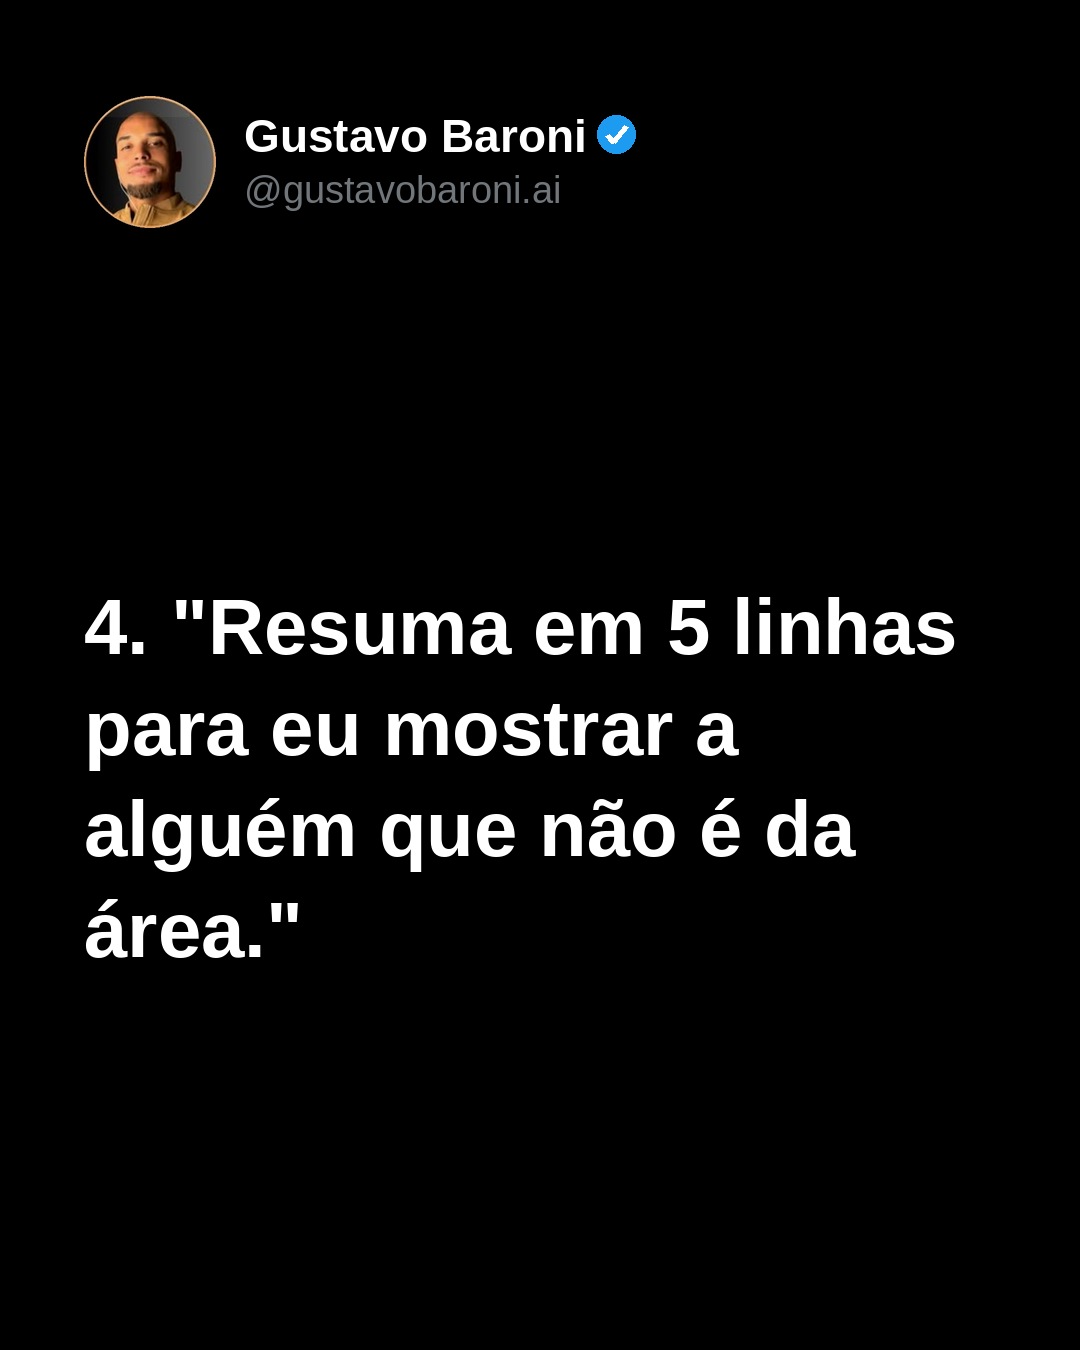 Gustavo Baroni
@gustavobaroni.ai
4. "Resuma em 5 linhas
para eu mostrar a
alguém que não é da
área."